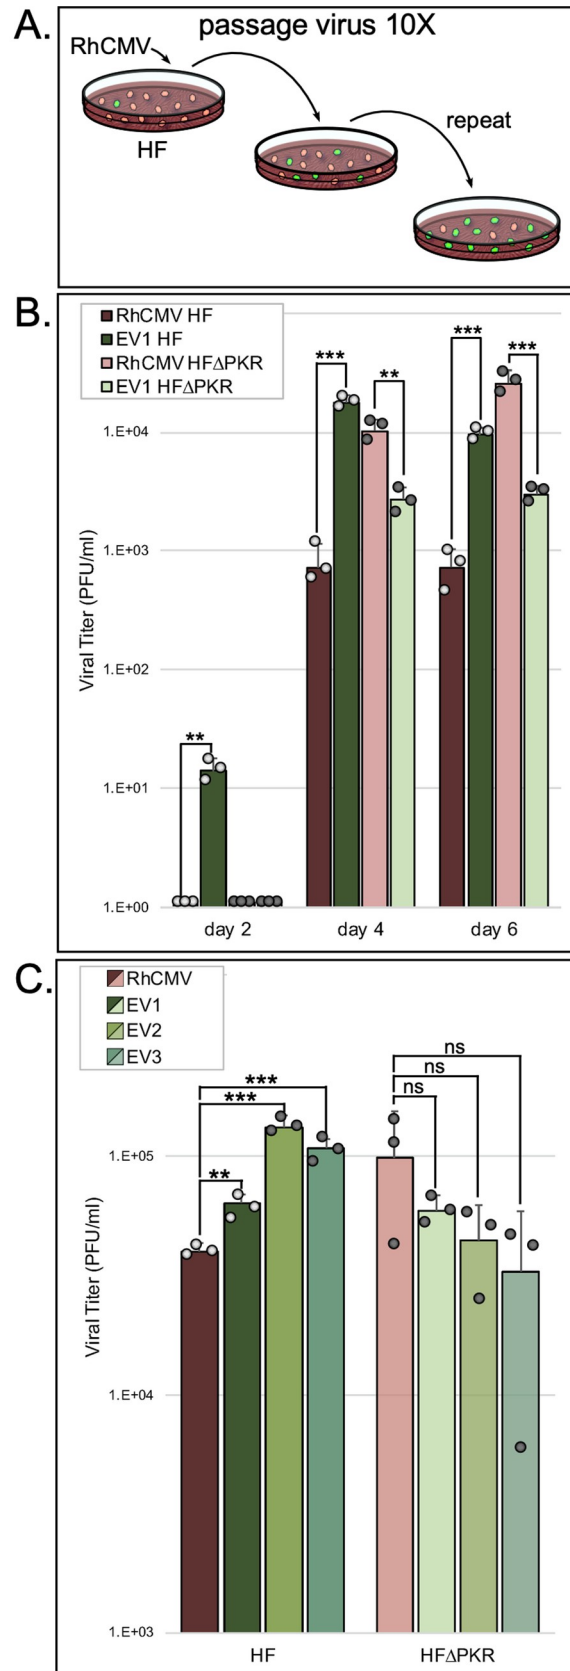 A.
passage virus 10X
RhCMV
HF
repeat
B.
RhCMV HF
EV1 HF
RhCMV HFΔPKR
EV1 HFΔPKR
***
**
***
***
**
1.E+04
1.E+03
1.E+02
1.E+01
1.E+00
Viral Titer (PFU/ml)
day 2
day 4
day 6
C.
RhCMV
EV1
EV2
EV3
ns
ns
ns
***
***
**
1.E+05
1.E+04
1.E+03
Viral Titer (PFU/ml)
HF
HFΔPKR